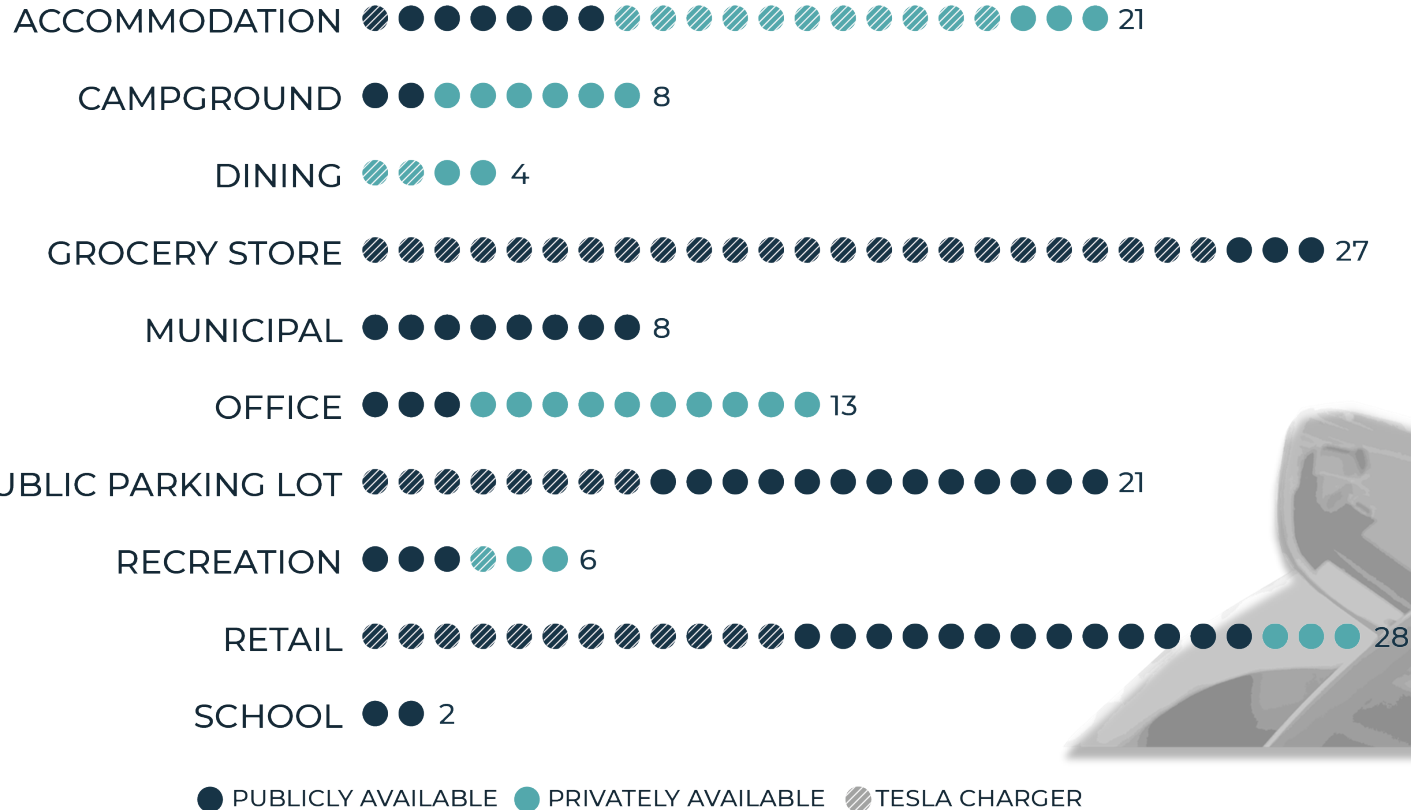 ACCOMMODATION 21
CAMPGROUND 8
DINING 4
GROCERY STORE 27
MUNICIPAL 8
OFFICE 13
UBLIC PARKING LOT 21
RECREATION 6
RETAIL 28
SCHOOL 2
PUBLICLY AVAILABLE PRIVATELY AVAILABLE TESLA CHARGER